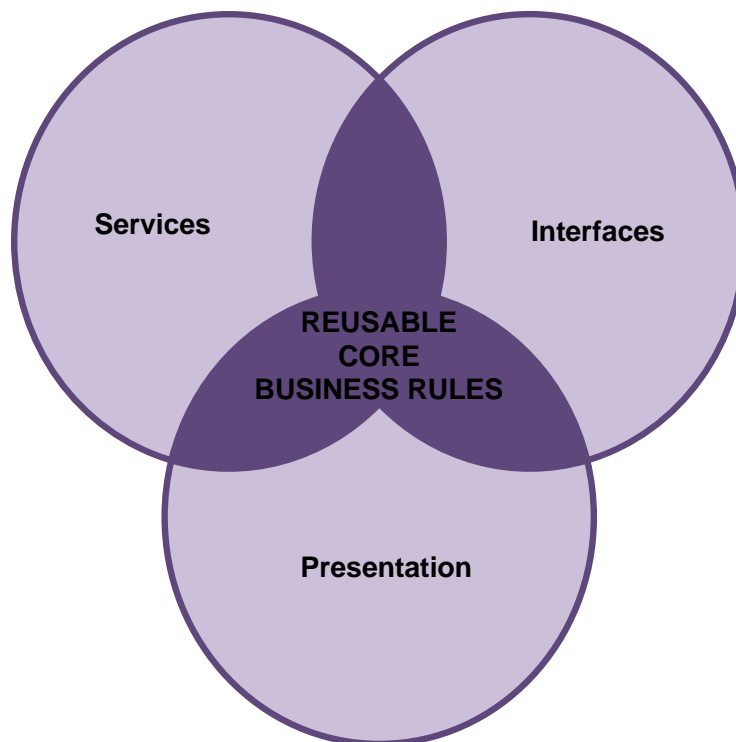 Services
Interfaces
REUSABLE
CORE
BUSINESS RULES
Presentation